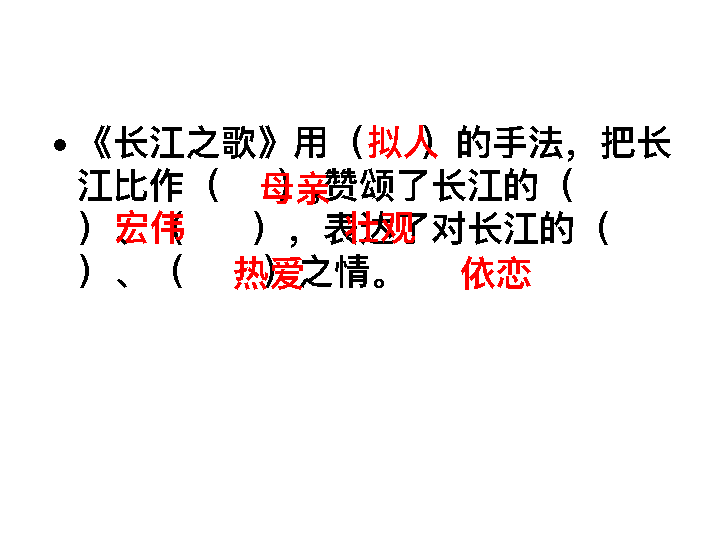 • 《长江之歌》用（拟人）的手法，把长
江比作（母亲）,赞颂了长江的（
）、（宏伟 ），表达了对长江的（壮观
）、（热爱）之情。 依恋